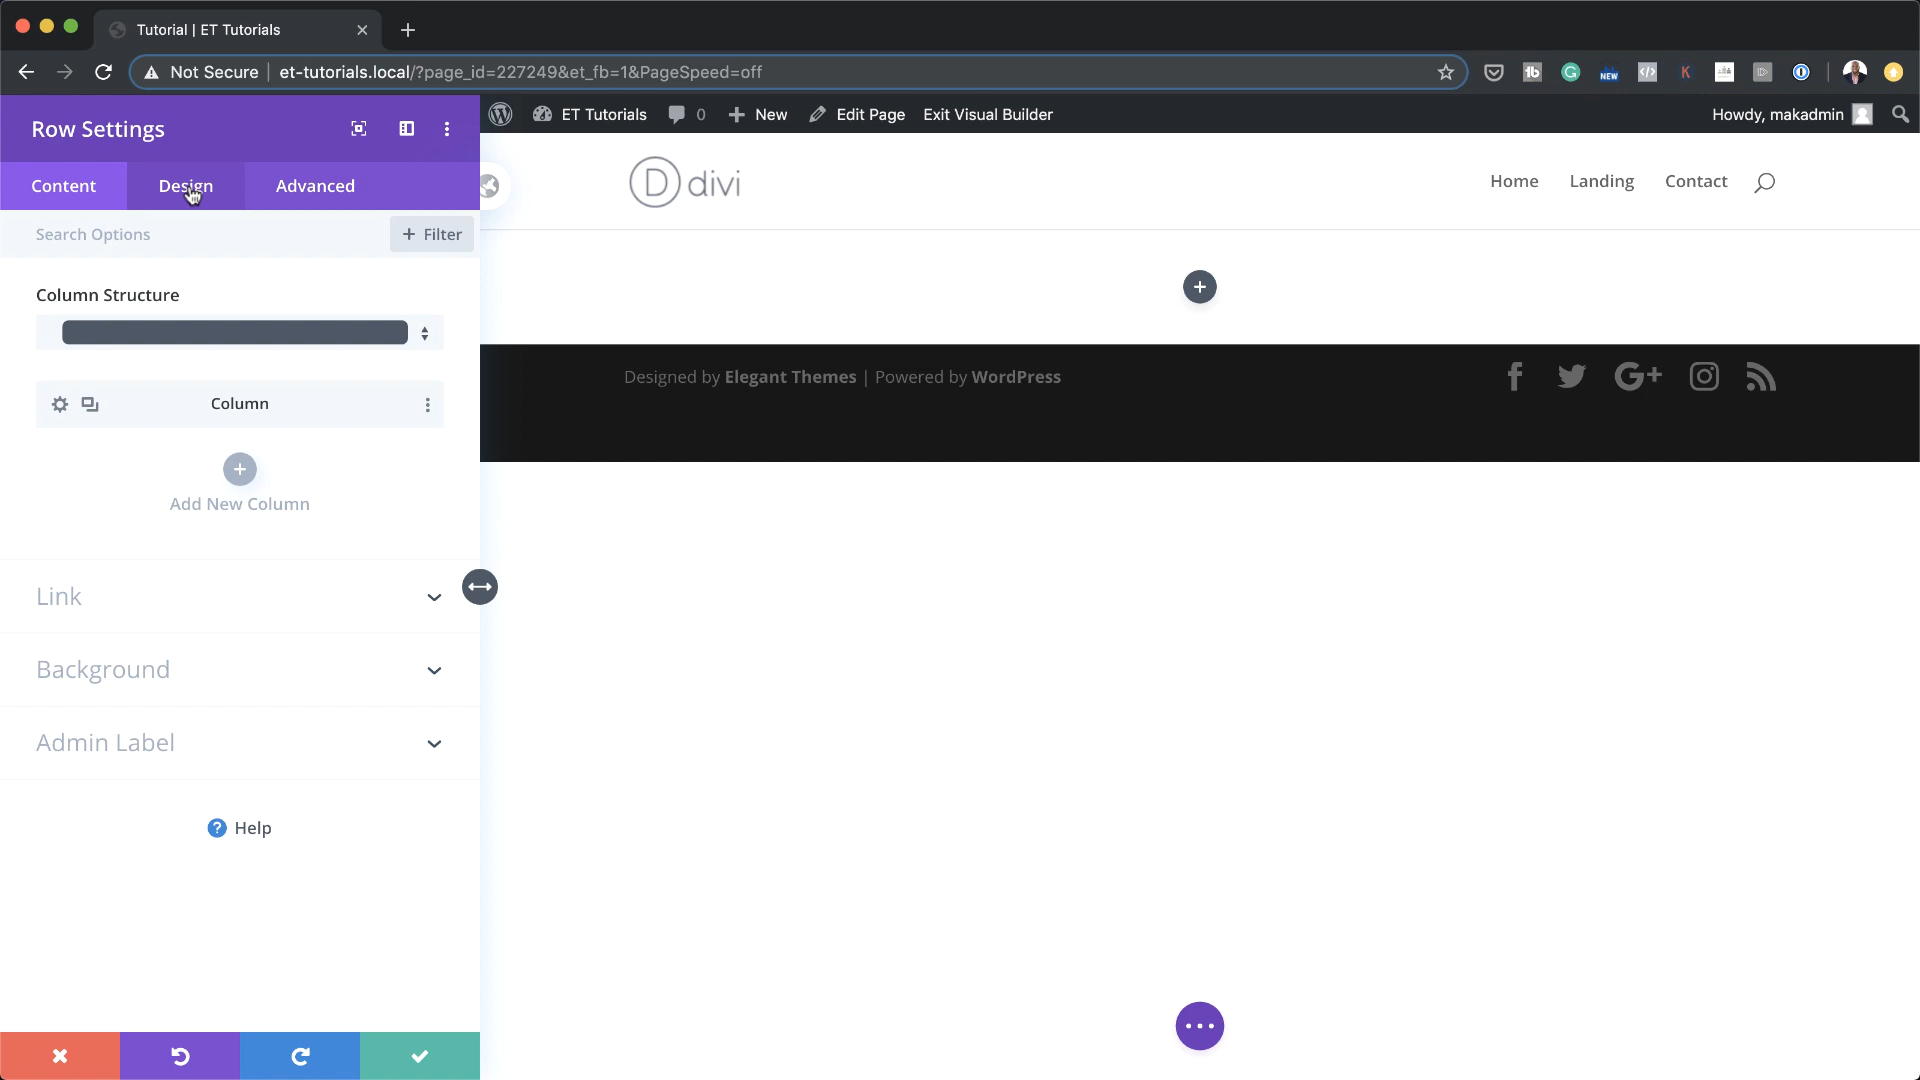 Tutorial | ET Tutorials
Not Secure | et-tutorials.local/?page_id=227249&et_fb=1&PageSpeed=off
ET Tutorials 0 New Edit Page Exit Visual Builder Howdy, makadmin
Row Settings
Content Design Advanced
Search Options + Filter
Column Structure
Column
Add New Column
Link
Background
Admin Label
? Help
D divi
Home Landing Contact
Designed by Elegant Themes | Powered by WordPress
G+
NEW
tb
K